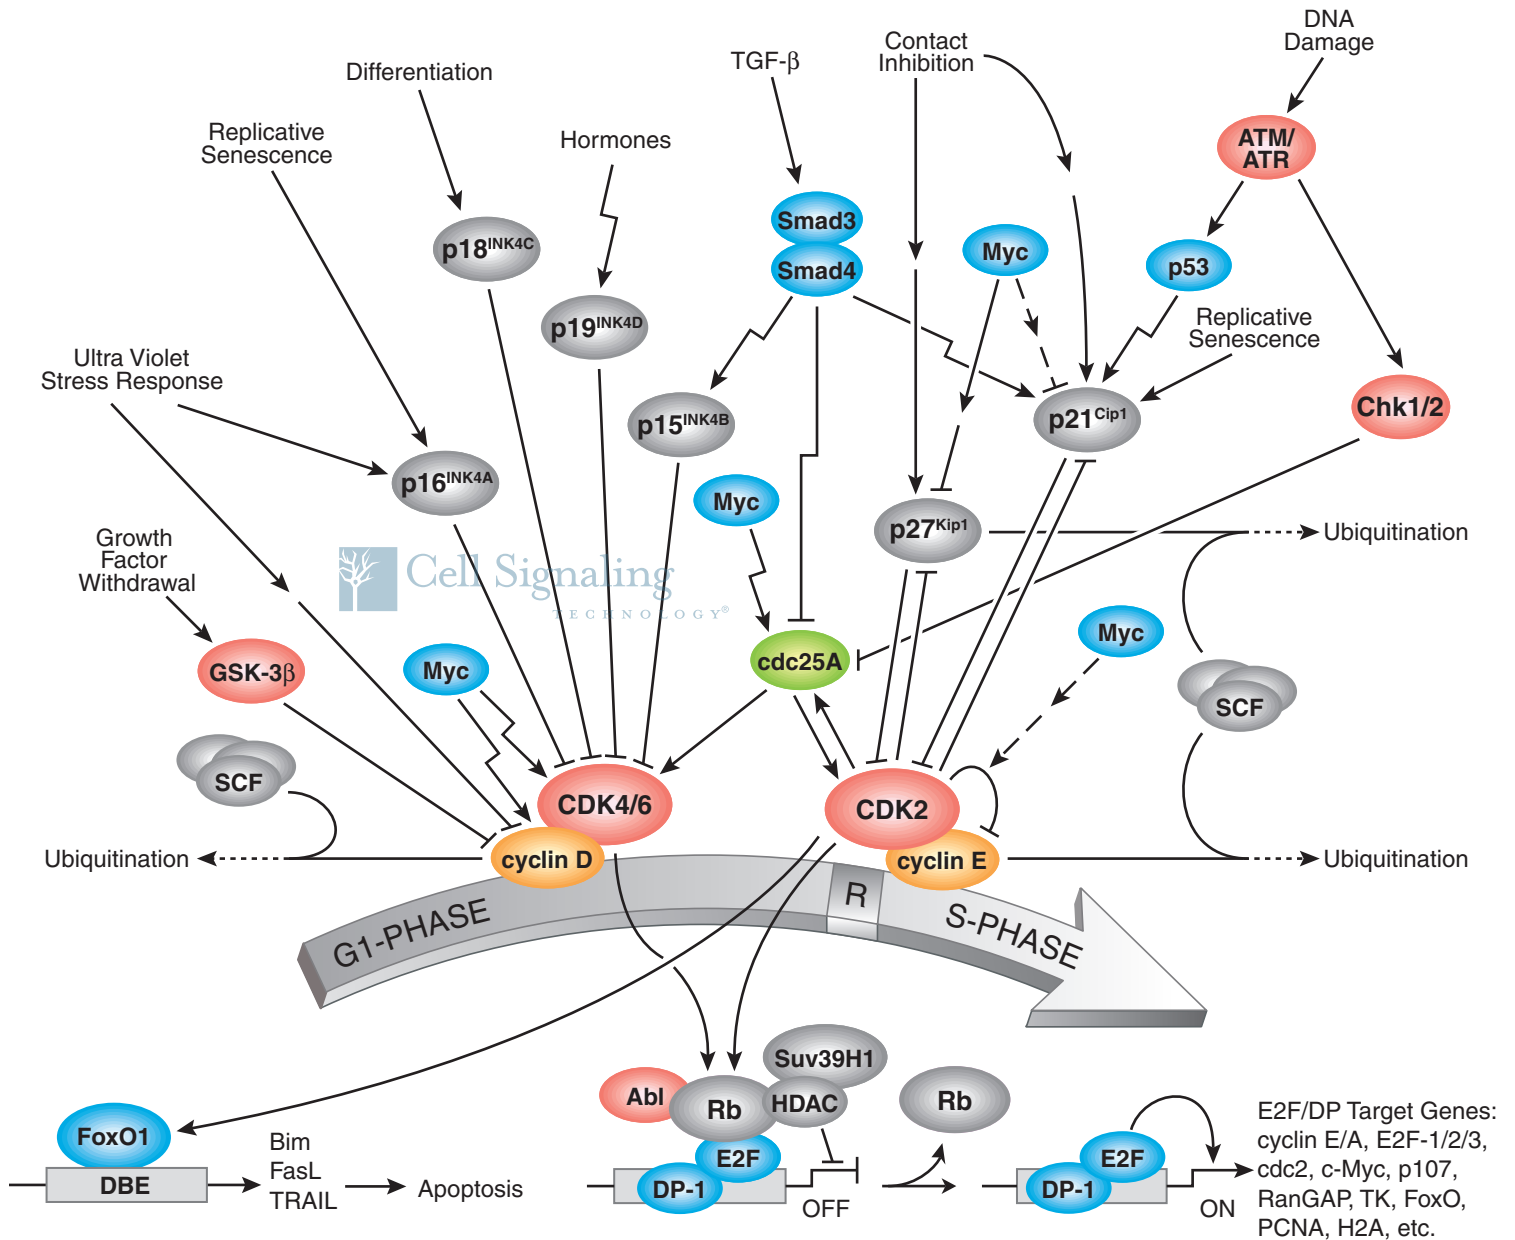 DNA
Damage
Contact
Inhibition
TGF-β
Differentiation
Replicative
Senescence
Hormones
ATM/
ATR
Smad3
Smad4
p18INK4C
Myc
p53
p19INK4D
Replicative
Senescence
Ultra Violet
Stress Response
p15INK4B
p21Cip1
Chk1/2
p16INK4A
Myc
p27Kip1
Ubiquitination
Growth
Factor
Withdrawal
Cell Signaling
TECHNOLOGY®
Myc
GSK-3β
Myc
cdc25A
SCF
SCF
CDK4/6
CDK2
Ubiquitination
cyclin D
cyclin E
Ubiquitination
G1-PHASE
R
S-PHASE
Suv39H1
Abl
Rb
HDAC
Rb
FoxO1
DBE
Bim
FasL
TRAIL
Apoptosis
E2F
DP-1
OFF
E2F
DP-1
ON
E2F/DP Target Genes:
cyclin E/A, E2F-1/2/3,
cdc2, c-Myc, p107,
RanGAP, TK, FoxO,
PCNA, H2A, etc.